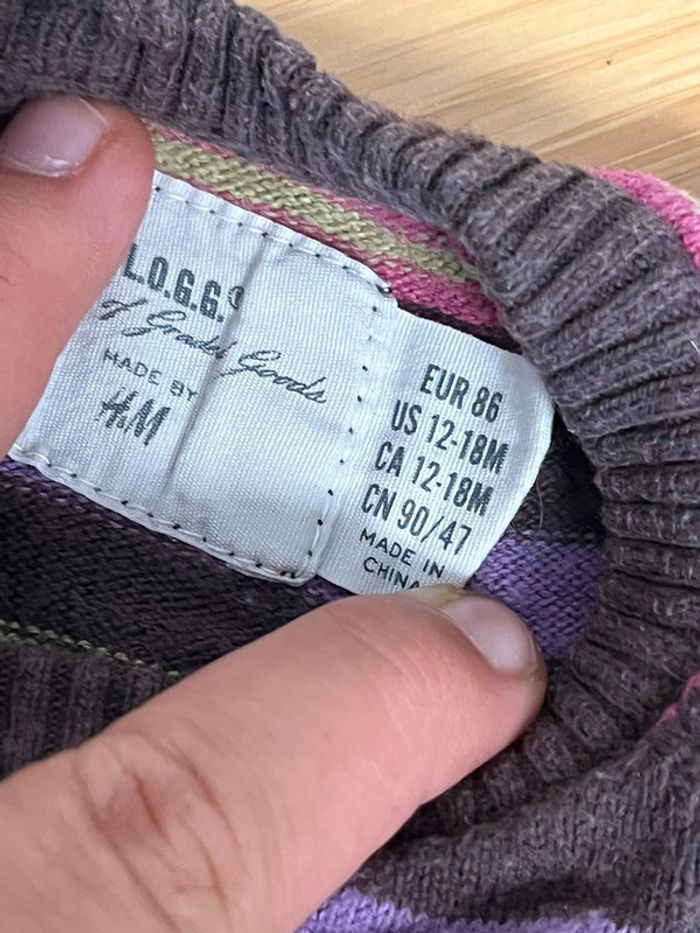 L.O.G.G.®
of Graded Goods
MADE BY
H&M
EUR 86
US 12-18M
CA 12-18M
CN 90/47
MADE IN
CHINA